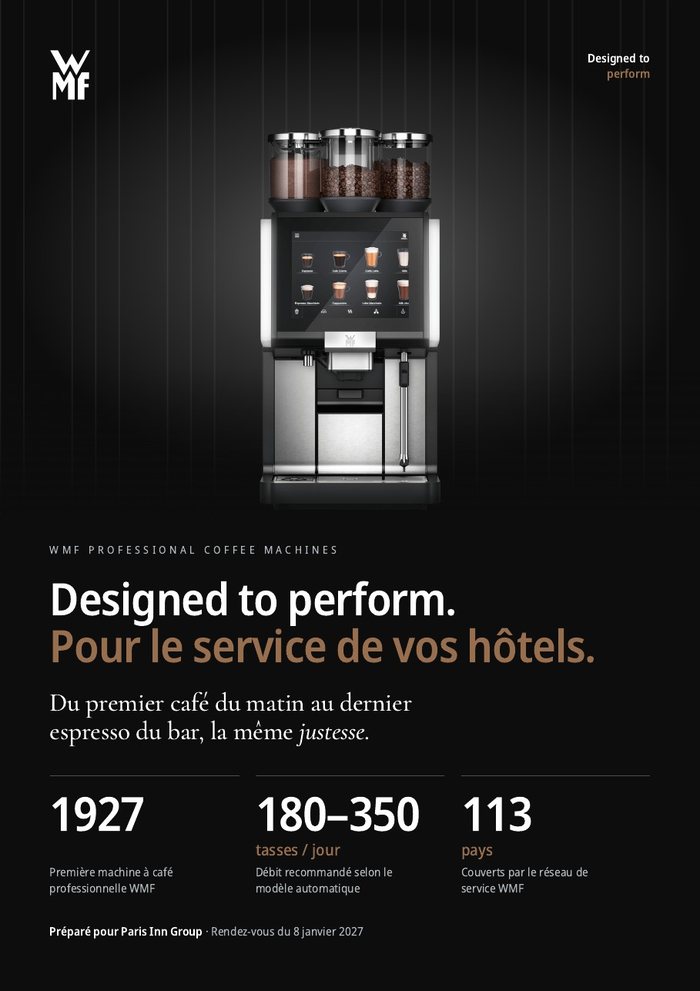 WMF
Designed to
perform
WMF PROFESSIONAL COFFEE MACHINES
Designed to perform.
Pour le service de vos hôtels.
Du premier café du matin au dernier
espresso du bar, la même justesse.
1927
180–350
113
tasses / jour
pays
Première machine à café
professionnelle WMF
Débit recommandé selon le
modèle automatique
Couverts par le réseau de
service WMF
Préparé pour Paris Inn Group · Rendez-vous du 8 janvier 2027